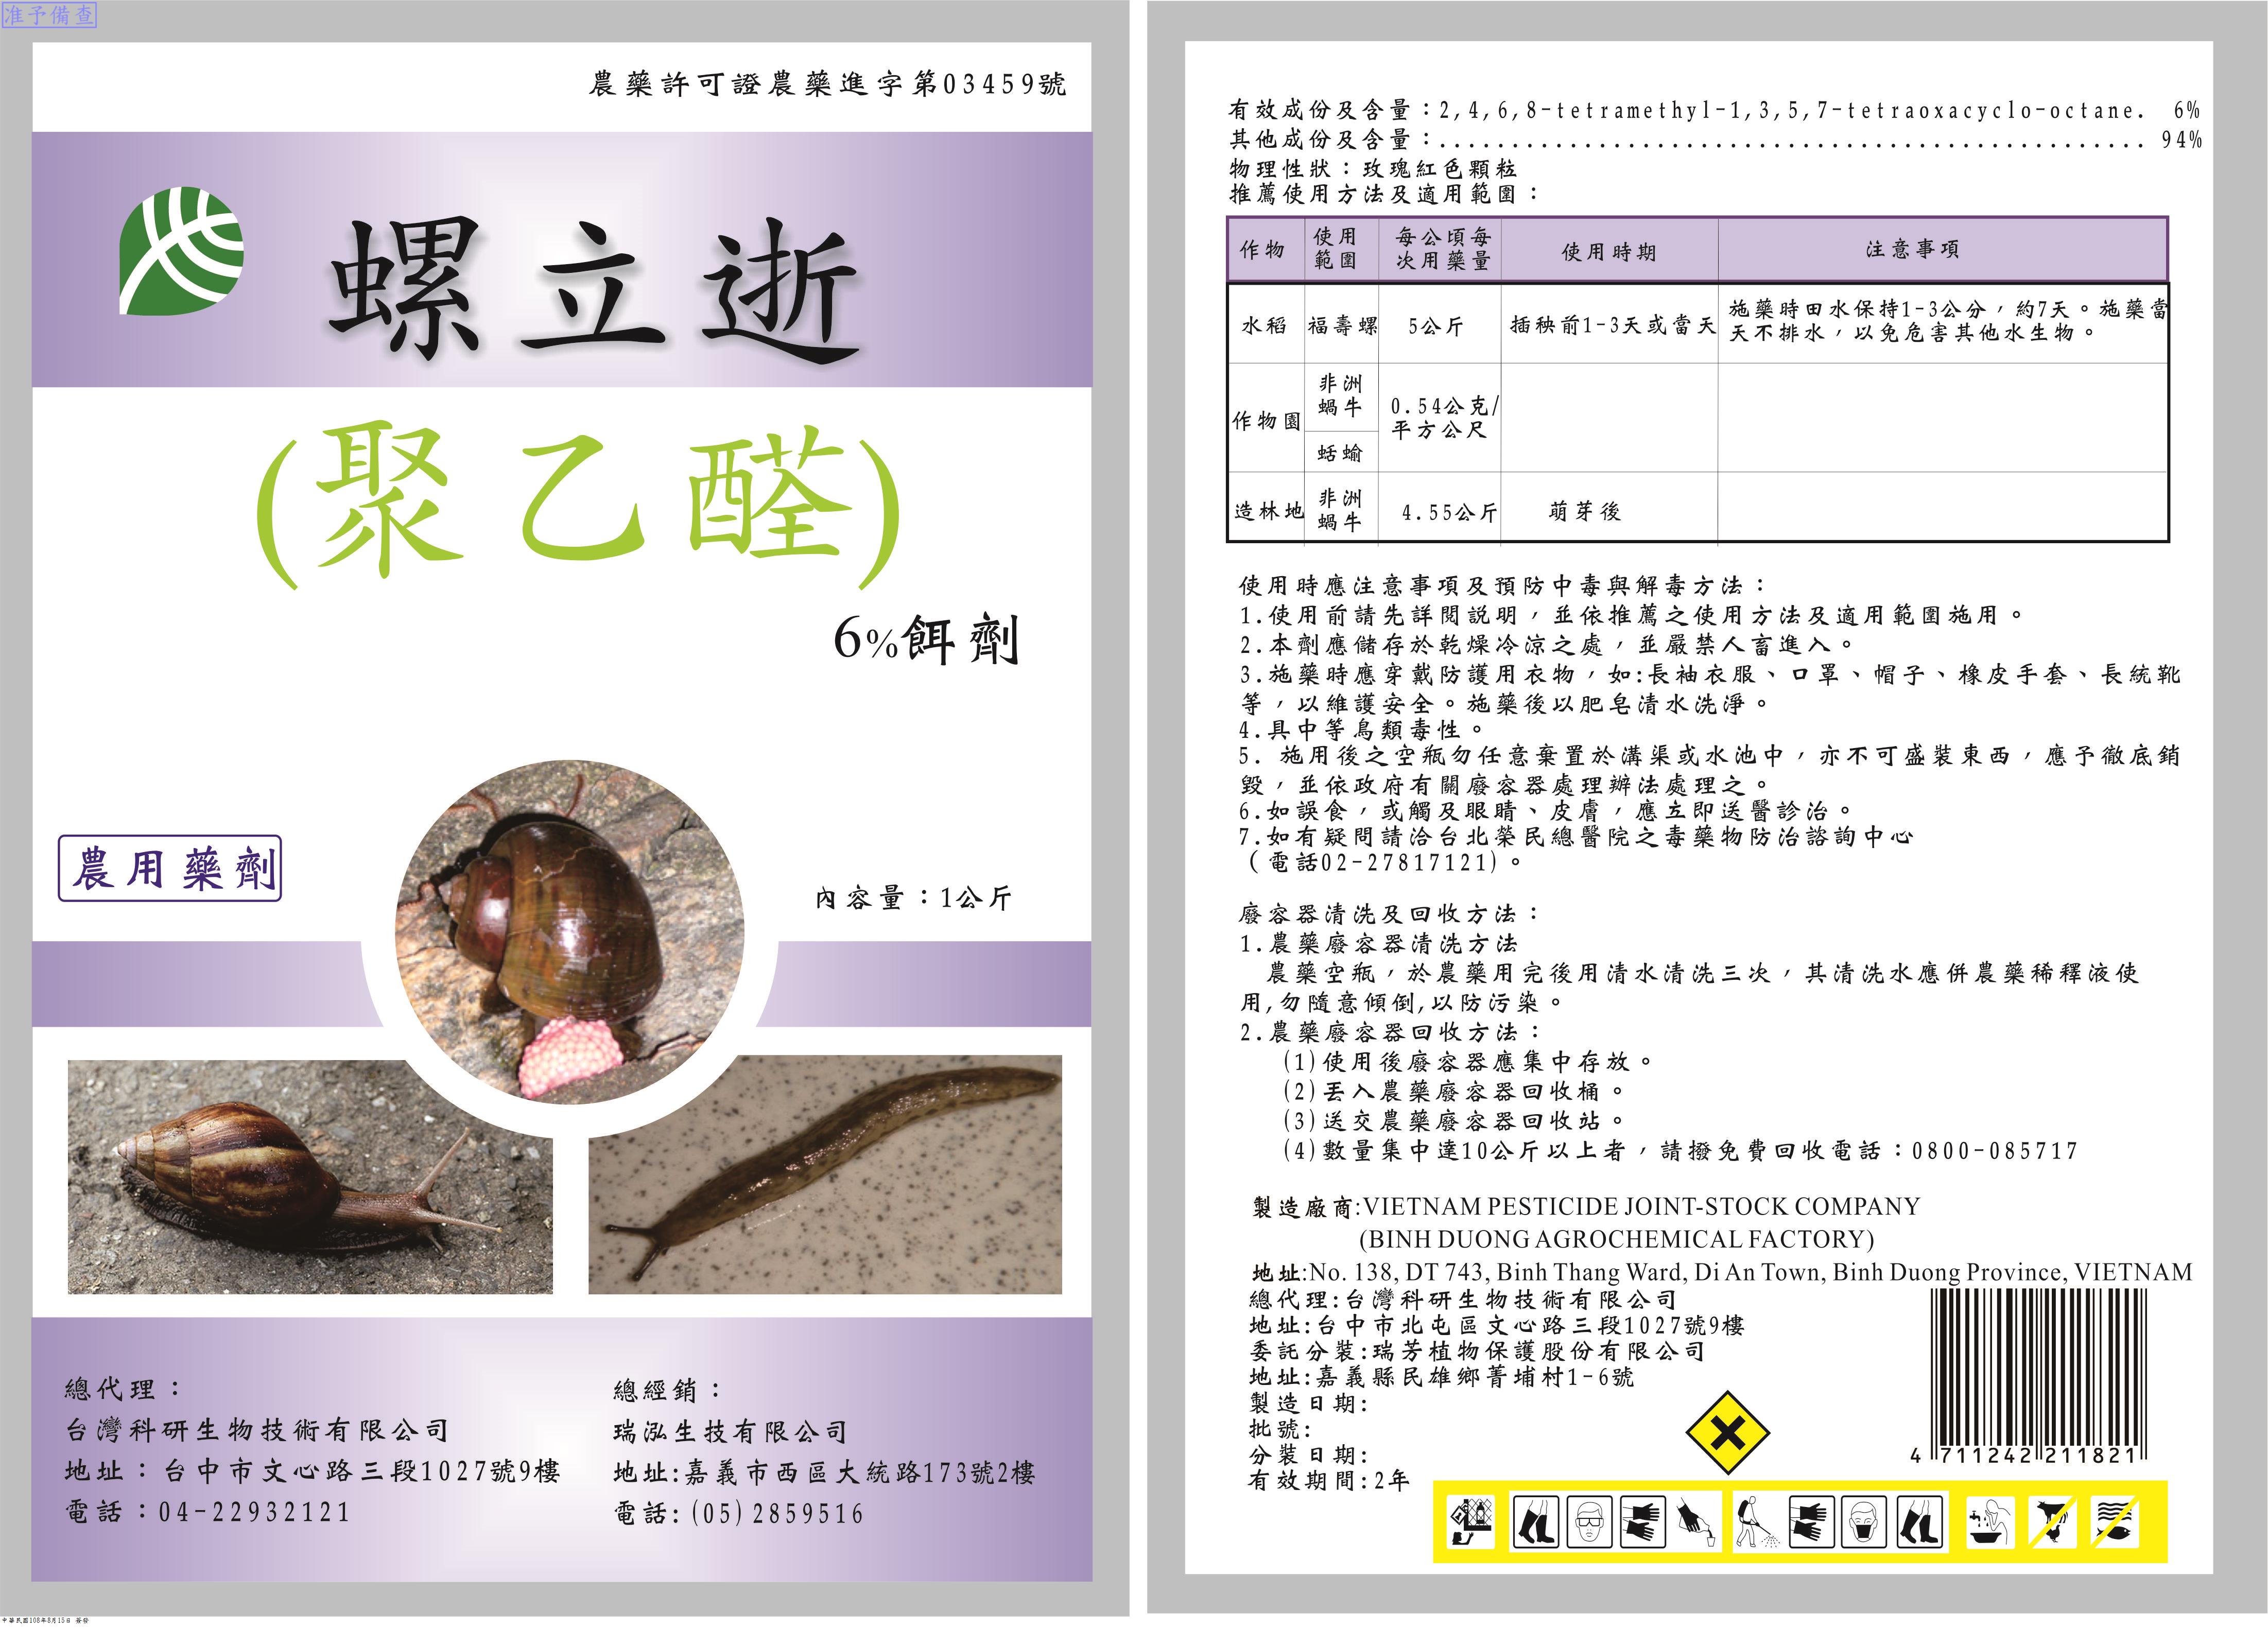 准予備查
農藥許可證農藥進字第03459號
螺立逝
(聚乙醛)
6%餌劑
農用藥劑
內容量：1公斤
總代理：
台灣科研生物技術有限公司
地址：台中市文心路三段1027號9樓
電話：04-22932121
總經銷：
瑞泓生技有限公司
地址:嘉義市西區大統路173號2樓
電話:(05)2859516
中華民國108年8月15日 簽發
有效成份及含量：2,4,6,8-tetramethyl-1,3,5,7-tetraoxacyclo-octane. 6%
其他成份及含量：................................................ 94%
物理性狀：玫瑰紅色顆粒
推薦使用方法及適用範圍：
作物 使用範圍 每公頃每次用藥量 使用時期 注意事項
水稻 福壽螺 5公斤 插秧前1-3天或當天 施藥時田水保持1-3公分，約7天。施藥當
天不排水，以免危害其他水生物。
作物園 非洲蝸牛 0.54公克/平方公尺
蛞蝓
造林地 非洲蝸牛 4.55公斤 萌芽後
使用時應注意事項及預防中毒與解毒方法：
1.使用前請先詳閱說明，並依推薦之使用方法及適用範圍施用。
2.本劑應儲存於乾燥冷涼之處，並嚴禁人畜進入。
3.施藥時應穿戴防護用衣物，如:長袖衣服、口罩、帽子、橡皮手套、長統靴
等，以維護安全。施藥後以肥皂清水洗淨。
4.具中等鳥類毒性。
5. 施用後之空瓶勿任意棄置於溝渠或水池中，亦不可盛裝東西，應予徹底銷
毀，並依政府有關廢容器處理辦法處理之。
6.如誤食，或觸及眼睛、皮膚，應立即送醫診治。
7.如有疑問請洽台北榮民總醫院之毒藥物防治諮詢中心
（電話02-27817121)。
廢容器清洗及回收方法：
1.農藥廢容器清洗方法
農藥空瓶，於農藥用完後用清水清洗三次，其清洗水應併農藥稀釋液使
用,勿隨意傾倒,以防污染。
2.農藥廢容器回收方法：
(1)使用後廢容器應集中存放。
(2)丟入農藥廢容器回收桶。
(3)送交農藥廢容器回收站。
(4)數量集中達10公斤以上者，請撥免費回收電話：0800-085717
製造廠商:VIETNAM PESTICIDE JOINT-STOCK COMPANY
(BINH DUONG AGROCHEMICAL FACTORY)
地址:No. 138, DT 743, Binh Thang Ward, Di An Town, Binh Duong Province, VIETNAM
總代理:台灣科研生物技術有限公司
地址:台中市北屯區文心路三段1027號9樓
委託分裝:瑞芳植物保護股份有限公司
地址:嘉義縣民雄鄉菁埔村1-6號
製造日期:
批號:
分裝日期:
有效期間:2年
4 711242 211821